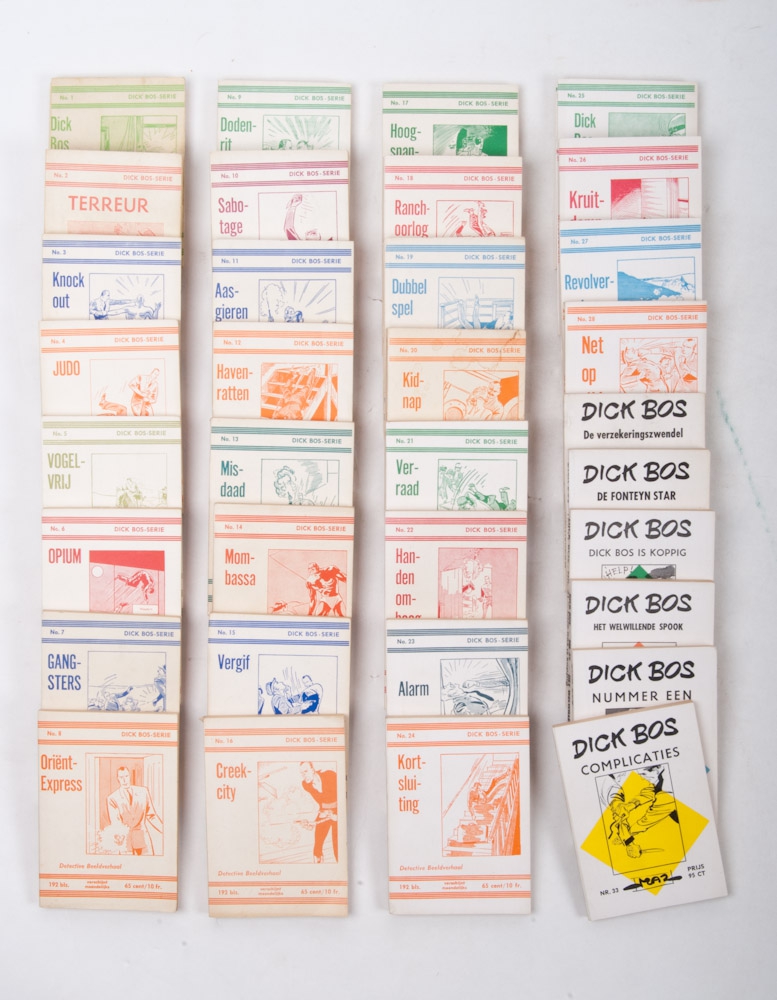 No. 1 DICK BOS-SERIE
Dick
Bos
No. 2 DICK BOS-SERIE
TERREUR
No. 3 DICK BOS-SERIE
Knock
out
No. 4 DICK BOS-SERIE
JUDO
No. 5 DICK BOS-SERIE
VOGEL-
VRIJ
No. 6 DICK BOS-SERIE
OPIUM
No. 7 DICK BOS-SERIE
GANG-
STERS
No. 8 DICK BOS-SERIE
Oriënt-
Express
Detective Beeldverhaal
192 blz. verschijnt maandelijks 65 cent/10 fr.
DICK BOS-SERIE
Doden-
rit
No. 10 DICK BOS-SERIE
Sabo-
tage
No. 11 DICK BOS-SERIE
Aas-
gieren
No. 12 DICK BOS-SERIE
Haven-
ratten
No. 13 DICK BOS-SERIE
Mis-
daad
No. 14 DICK BOS-SERIE
Mom-
bassa
No. 15 DICK BOS-SERIE
Vergif
No. 16 DICK BOS-SERIE
Creek-
city
Detective Beeldverhaal
192 blz. verschijnt maandelijks 65 cent/10 fr.
No. 17 DICK BOS-SERIE
Hoog-
span-
No. 18 DICK BOS-SERIE
Ranch-
oorlog
No. 19 DICK BOS-SERIE
Dubbel
spel
No. 20 DICK BOS-SERIE
Kid-
nap
No. 21 DICK BOS-SERIE
Ver-
raad
No. 22 DICK BOS-SERIE
Han-
den
om-
hoog
No. 23 DICK BOS-SERIE
Alarm
No. 24 DICK BOS-SERIE
Kort-
slui-
ting
Detective Beeldverhaal
192 blz. verschijnt maandelijks 65 cent/10 fr.
No. 25 DICK BOS-SERIE
Dick
No. 26 DICK BOS-SERIE
Kruit-
No. 27 DICK BOS-SERIE
Revolver-
No. 28 DICK BOS-SERIE
Net
op
DICK BOS
De verzekeringszwendel
DICK BOS
DE FONTEYN STAR
DICK BOS
DICK BOS IS KOPPIG
HELP!
DICK BOS
HET WELWILLENDE SPOOK
DICK BOS
NUMMER EEN
DICK BOS
COMPLICATIES
NR. 33 MAZ PRIJS
95 CT